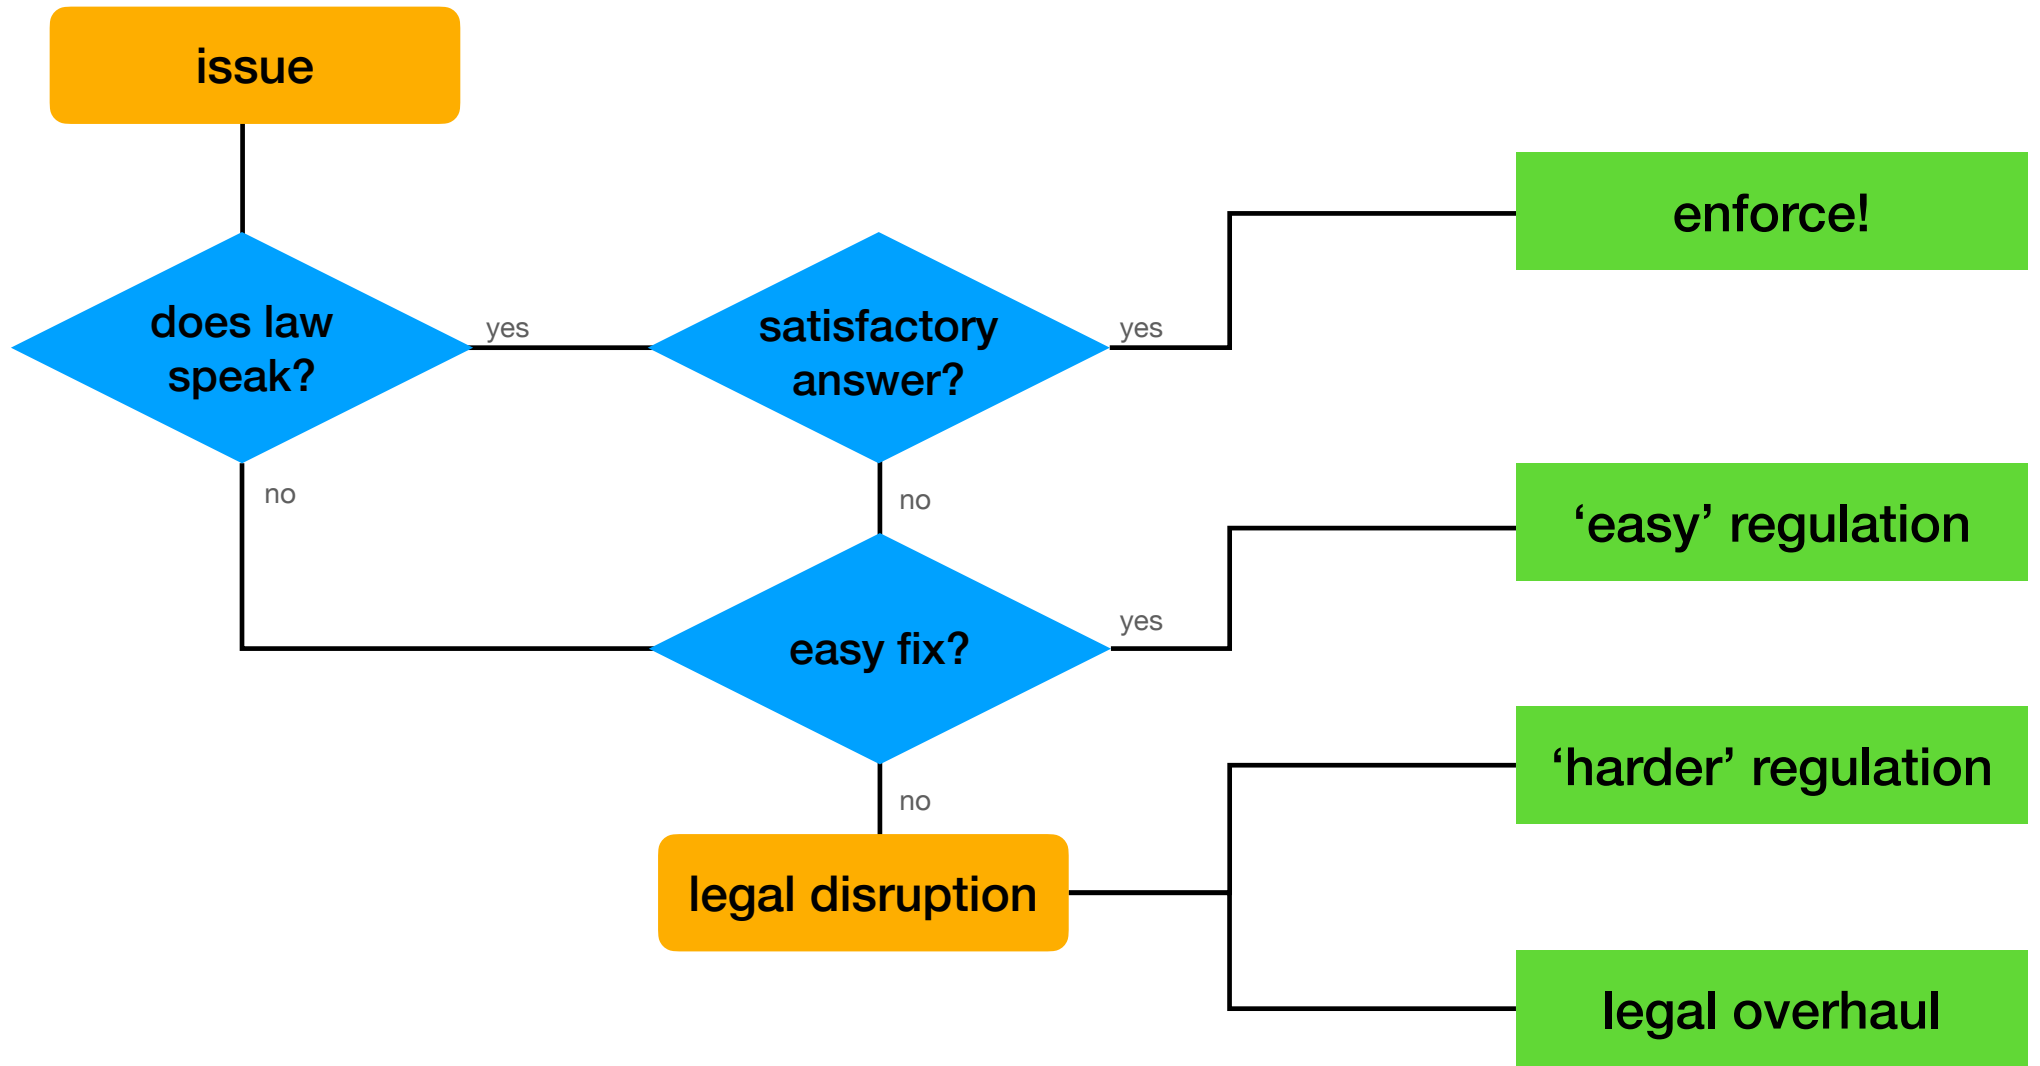 issue
does law
speak?
yes
satisfactory
answer?
yes
enforce!
no
no
easy fix?
yes
‘easy’ regulation
no
legal disruption
‘harder’ regulation
legal overhaul